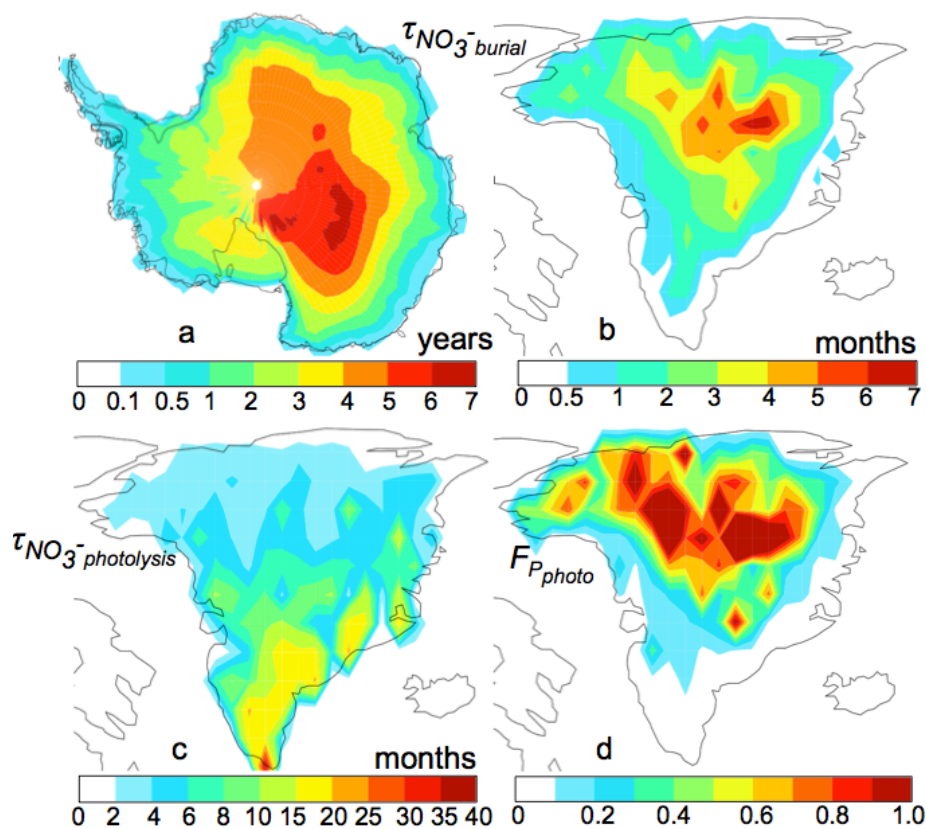 τNO3- burial
a
years
0 0.1 0.5 1 2 3 4 5 6 7
b
months
0 0.5 1 2 3 4 5 6 7
τNO3- photolysis
c
months
0 2 4 6 8 10 15 20 25 30 35 40
FPphoto
d
0 0.2 0.4 0.6 0.8 1.0